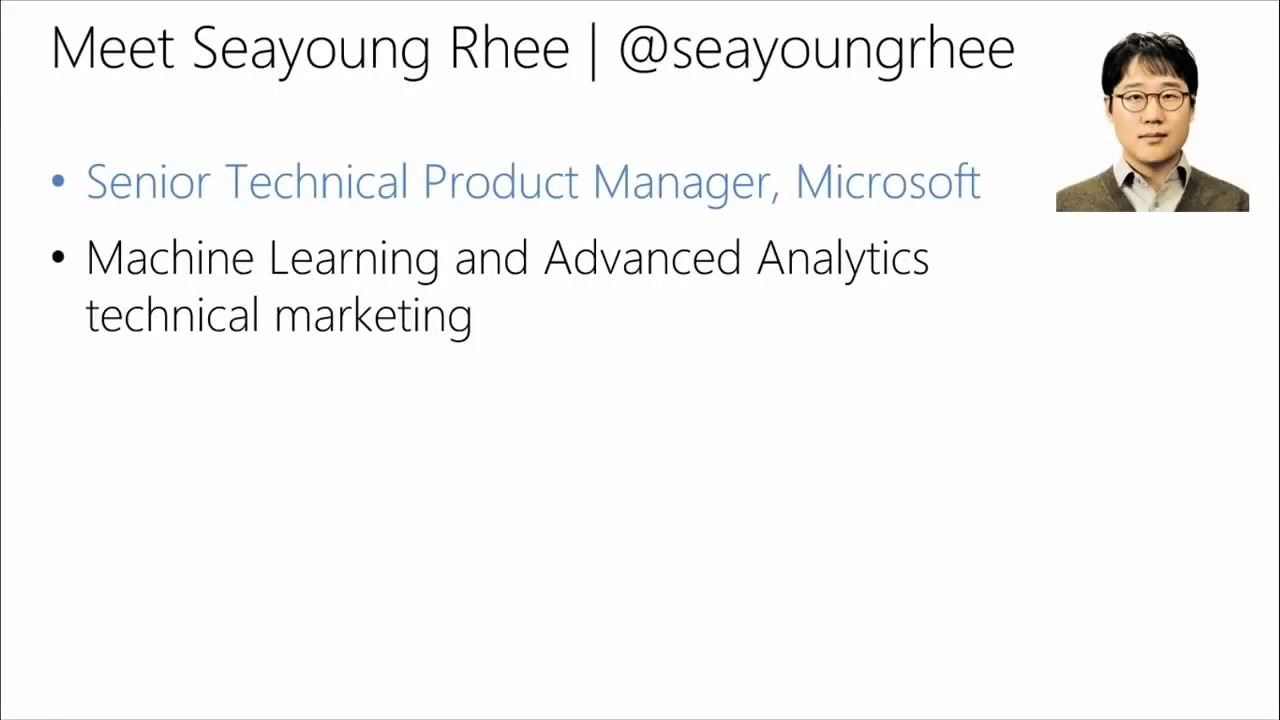 Meet Seayoung Rhee | @seayoungrhee
• Senior Technical Product Manager, Microsoft
• Machine Learning and Advanced Analytics
technical marketing